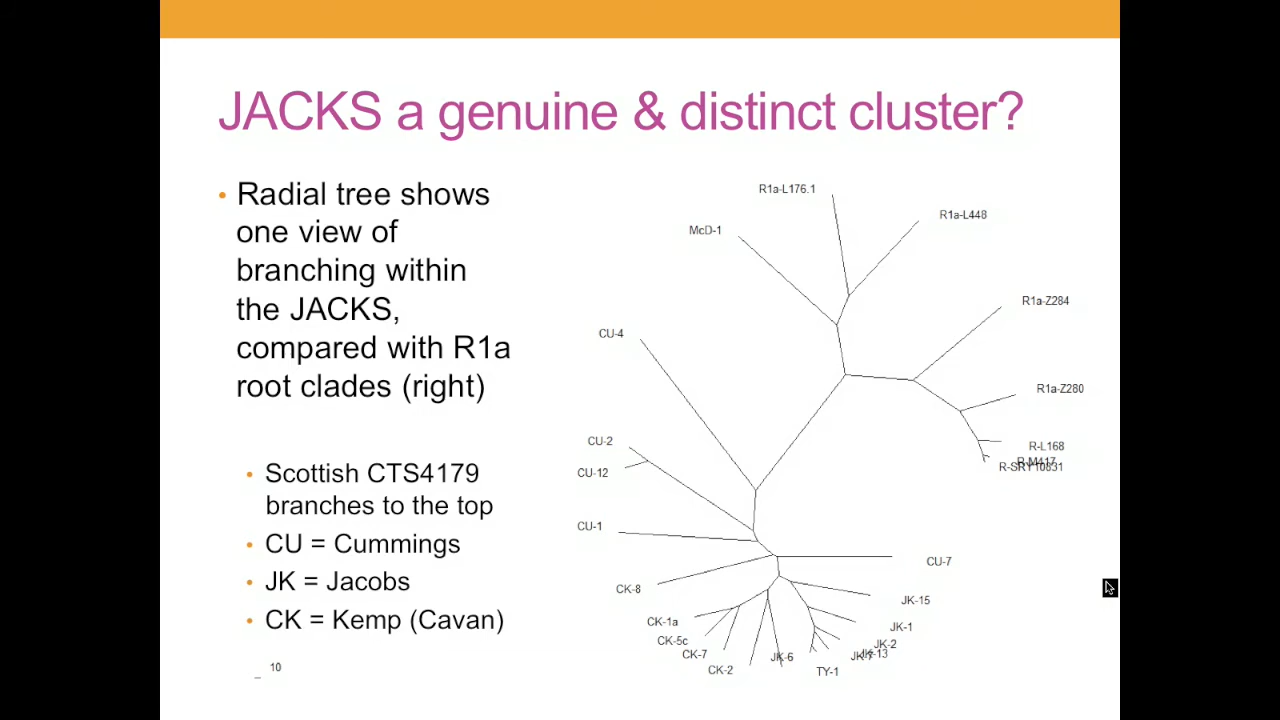 JACKS a genuine & distinct cluster?
• Radial tree shows
one view of
branching within
the JACKS,
compared with R1a
root clades (right)
• Scottish CTS4179
branches to the top
• CU = Cummings
• JK = Jacobs
• CK = Kemp (Cavan)
10
R1a-L176.1
R1a-L448
McD-1
R1a-Z284
CU-4
R1a-Z280
CU-2
R-L168
R-M417
R-SRY10831
CU-12
CU-1
CU-7
CK-8
JK-15
CK-1a
JK-1
CK-5c
JK-2
CK-7
JK-6
JK-13
CK-2
TY-1